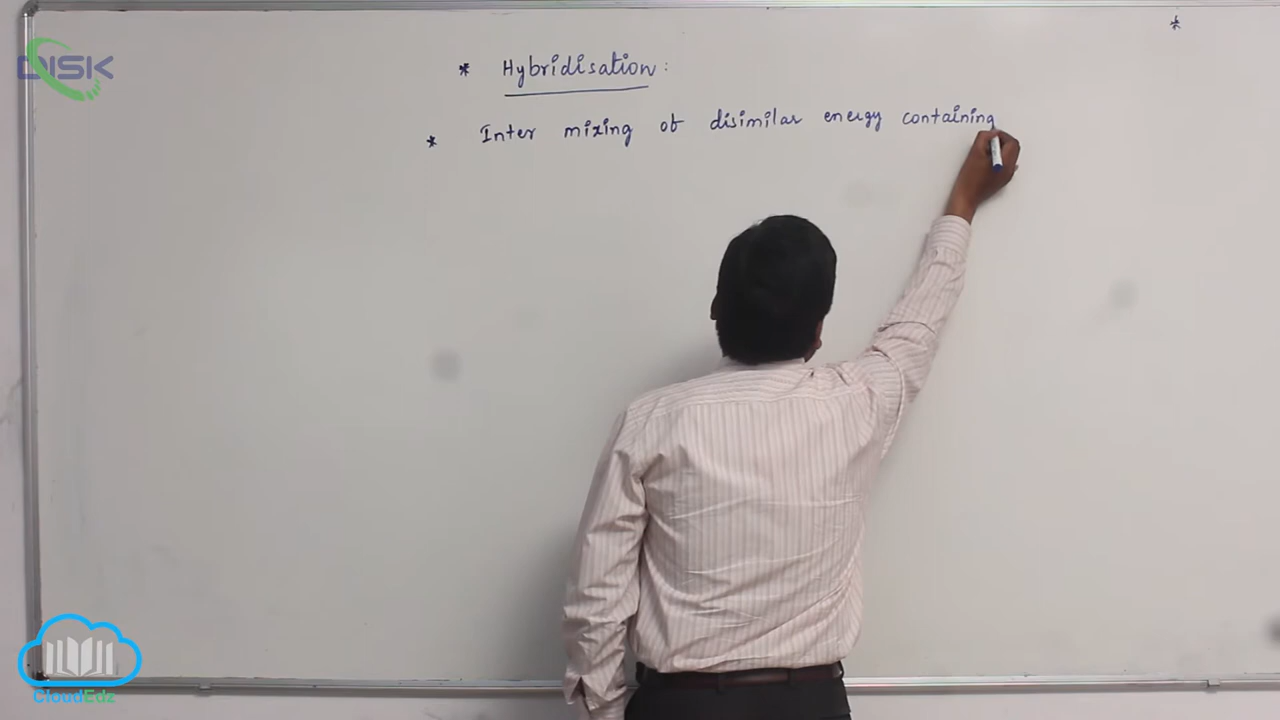 DISK
*
* Hybridisation :
* Inter mixing of disimilar energy containing
CloudEdz